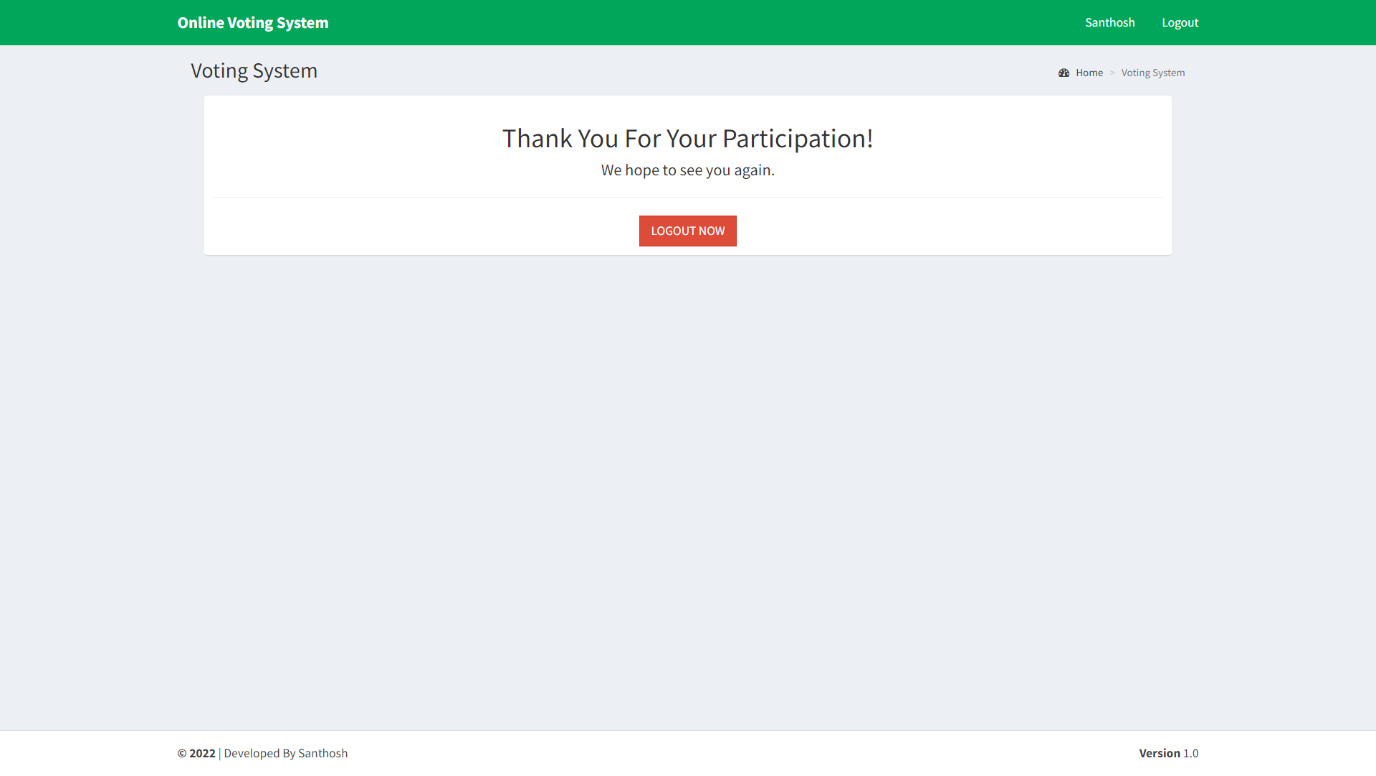 Online Voting System
Santhosh Logout
Voting System
Home > Voting System
Thank You For Your Participation!
We hope to see you again.
LOGOUT NOW
© 2022 | Developed By Santhosh
Version 1.0